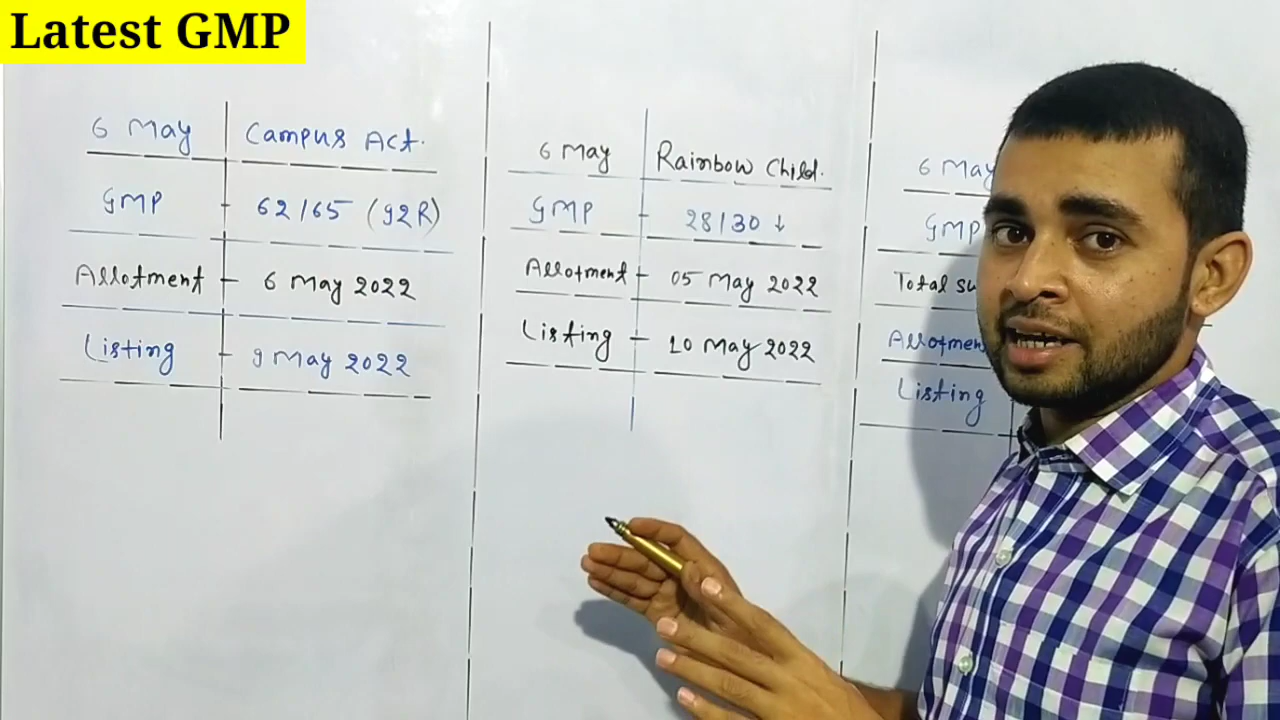 Latest GMP
6 May Campus Act.
GMP - 62/65 (92R)
Allotment - 6 May 2022
Listing - 9 May 2022
6 May Rainbow Child.
GMP - 28/30 ↓
Allotment - 05 May 2022
Listing - 10 May 2022
6 May
GMP
Total su
Allotmen
Listing